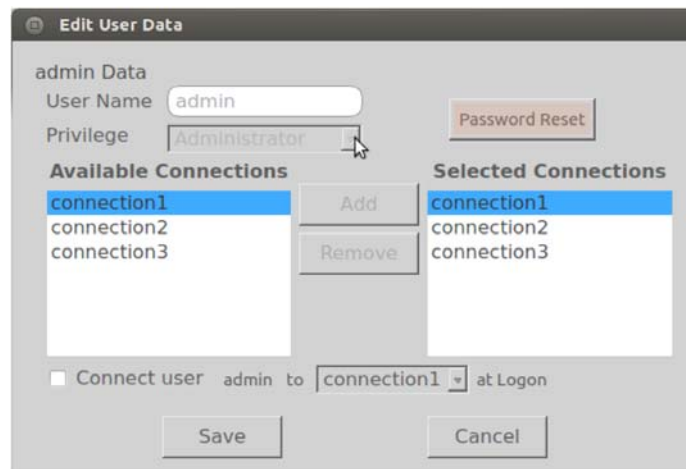 Edit User Data
admin Data
User Name admin
Password Reset
Privilege Administrator
Available Connections Selected Connections
connection1 Add connection1
connection2 connection2
connection3 Remove connection3
Connect user admin to connection1 at Logon
Save Cancel